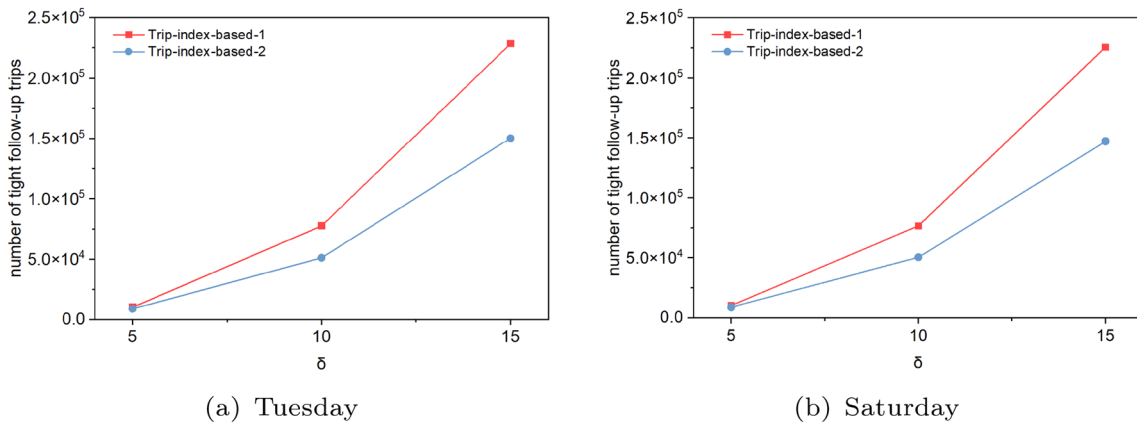 2.5×10⁵
2.0×10⁵
1.5×10⁵
1.0×10⁵
5.0×10⁴
0.0
number of tight follow-up trips
Trip-index-based-1
Trip-index-based-2
5 10 15
δ
(a) Tuesday
2.5×10⁵
2.0×10⁵
1.5×10⁵
1.0×10⁵
5.0×10⁴
0.0
number of tight follow-up trips
Trip-index-based-1
Trip-index-based-2
5 10 15
δ
(b) Saturday